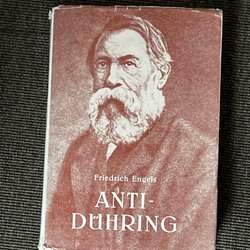 Friedrich Engels
ANTI-
DÜHRING